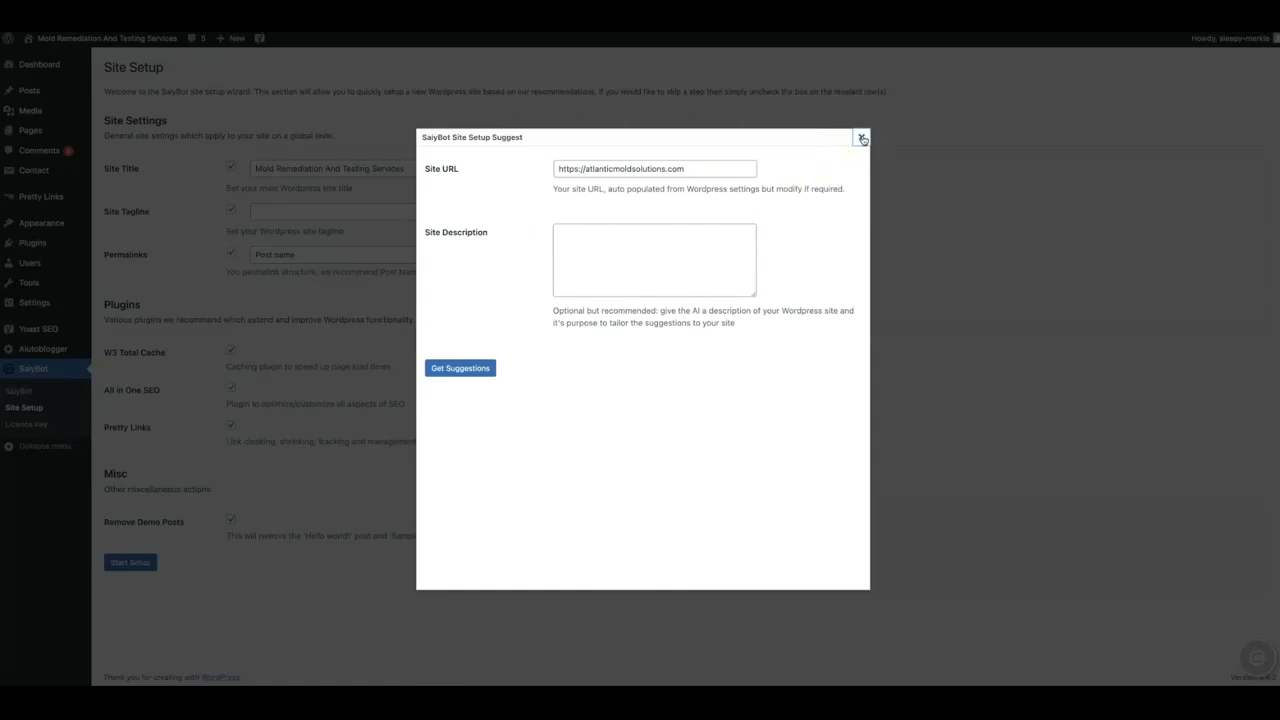 Mold Remediation And Testing Services 5 + New Howdy, sleepy-merkle
Dashboard
Posts
Media
Pages
Comments
Contact
Pretty Links
Appearance
Plugins
Users
Tools
Settings
Yoast SEO
AIutoblogger
SaiyBot
SaiyBot
Site Setup
Licence Key
Collapse menu
Site Setup
Welcome to the SaiyBot site setup wizard. This section will allow you to quickly setup a new Wordpress site based on our recommendations. If you would like to skip a step then simply uncheck the box on the relevant row(s)
Site Settings
General site setings which apply to your site on a global level.
Site Title Mold Remediation And Testing Services
Set your main Wordpress site title
Site Tagline
Set your Wordpress site tagline
Permalinks Post name
You permalink structure, we recommend Post Nam
Plugins
Various plugins we recommend which extend and improve Wordpress functionality.
W3 Total Cache
Caching plugin to speed up page load times.
All in One SEO
Plugin to optimize/customize all aspects of SEO
Pretty Links
Link cloaking, shrinking, tracking and management
Misc
Other miscellaneous actions.
Remove Demo Posts
This will remove the 'Hello world!' post and 'Samp
Start Setup
Thank you for creating with WordPress.
SaiyBot Site Setup Suggest
Site URL https://atlanticmoldsolutions.com
Your site URL, auto populated from Wordpress settings but modify if required.
Site Description
Optional but recommended: give the AI a description of your Wordpress site and
it's purpose to tailor the suggestions to your site
Get Suggestions